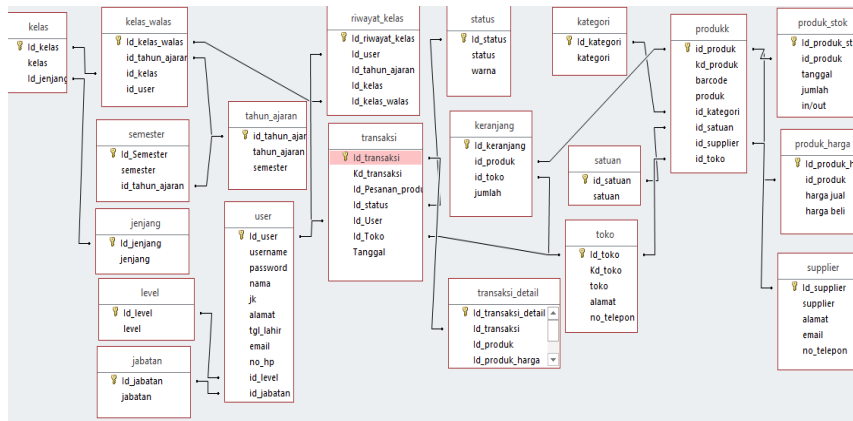 kelas
Id_kelas
kelas
Id_jenjang
kelas_walas
Id_kelas_walas
id_tahun_ajaran
id_kelas
id_user
semester
Id_Semester
semester
id_tahun_ajaran
jenjang
Id_jenjang
jenjang
level
Id_level
level
jabatan
Id_jabatan
jabatan
tahun_ajaran
id_tahun_ajar
tahun_ajaran
semester
user
Id_user
username
password
nama
jk
alamat
tgl_lahir
email
no_hp
id_level
id_jabatan
riwayat_kelas
Id_riwayat_kelas
Id_user
Id_tahun_ajaran
Id_kelas
Id_kelas_walas
transaksi
Id_transaksi
Kd_transaksi
Id_Pesanan_produ
Id_status
Id_User
Id_Toko
Tanggal
status
Id_status
status
warna
keranjang
Id_keranjang
id_produk
id_toko
jumlah
transaksi_detail
Id_transaksi_detail
Id_transaksi
Id_produk
Id_produk_harga
kategori
Id_kategori
kategori
satuan
id_satuan
satuan
toko
Id_toko
Kd_toko
toko
alamat
no_telepon
produkk
id_produk
kd_produk
barcode
produk
id_kategori
id_satuan
id_supplier
id_toko
produk_stok
Id_produk_st
id_produk
tanggal
jumlah
in/out
produk_harga
Id_produk_h
id_produk
harga jual
harga beli
supplier
Id_supplier
supplier
alamat
email
no_telepon